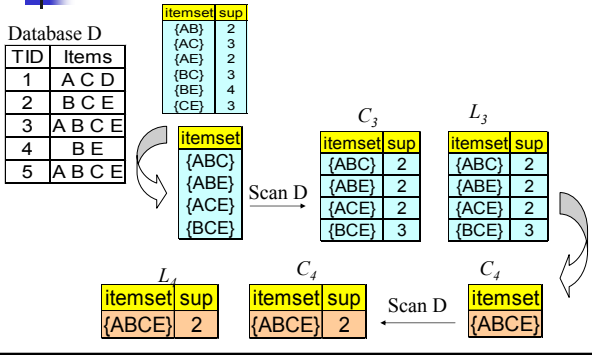 itemset sup
{AB} 2
{AC} 3
{AE} 2
{BC} 3
{BE} 4
{CE} 3
Database D
TID Items
1 A C D
2 B C E
3 A B C E
4 B E
5 A B C E
itemset
{ABC}
{ABE}
{ACE}
{BCE}
Scan D
C3
itemset sup
{ABC} 2
{ABE} 2
{ACE} 2
{BCE} 3
L3
itemset sup
{ABC} 2
{ABE} 2
{ACE} 2
{BCE} 3
L4
itemset sup
{ABCE} 2
C4
itemset sup
{ABCE} 2
Scan D
C4
itemset
{ABCE}